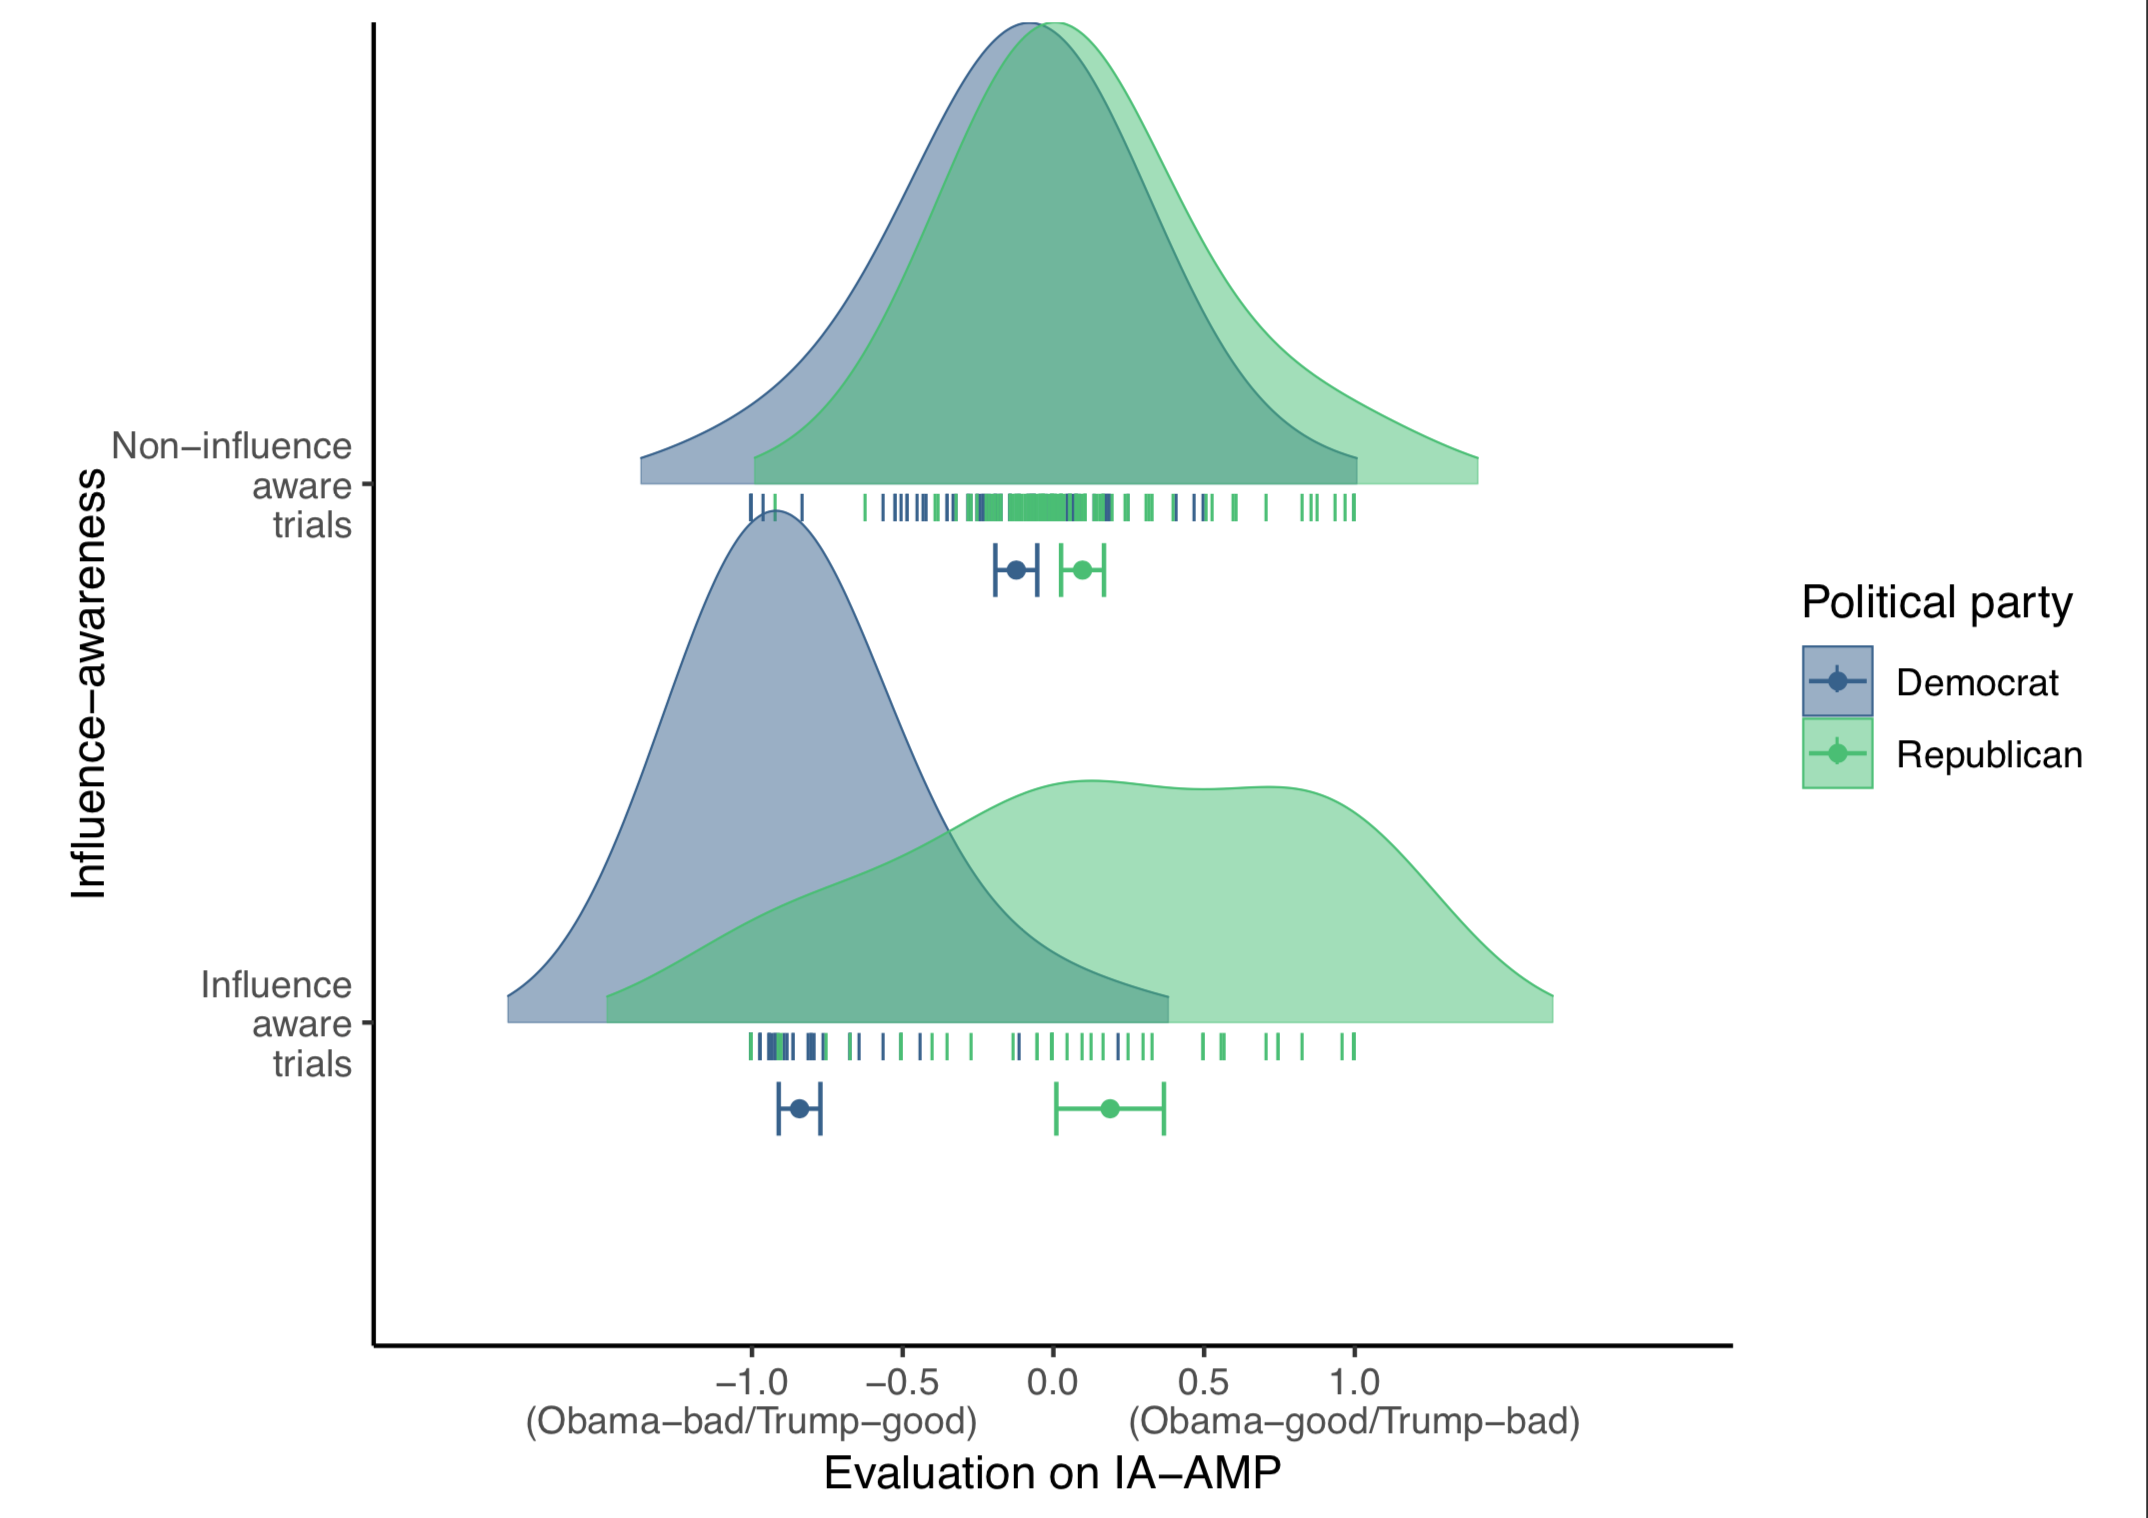 Influence–awareness
Non–influence
aware
trials
Influence
aware
trials
Political party
Democrat
Republican
–1.0 –0.5 0.0 0.5 1.0
(Obama–bad/Trump–good) (Obama–good/Trump–bad)
Evaluation on IA–AMP